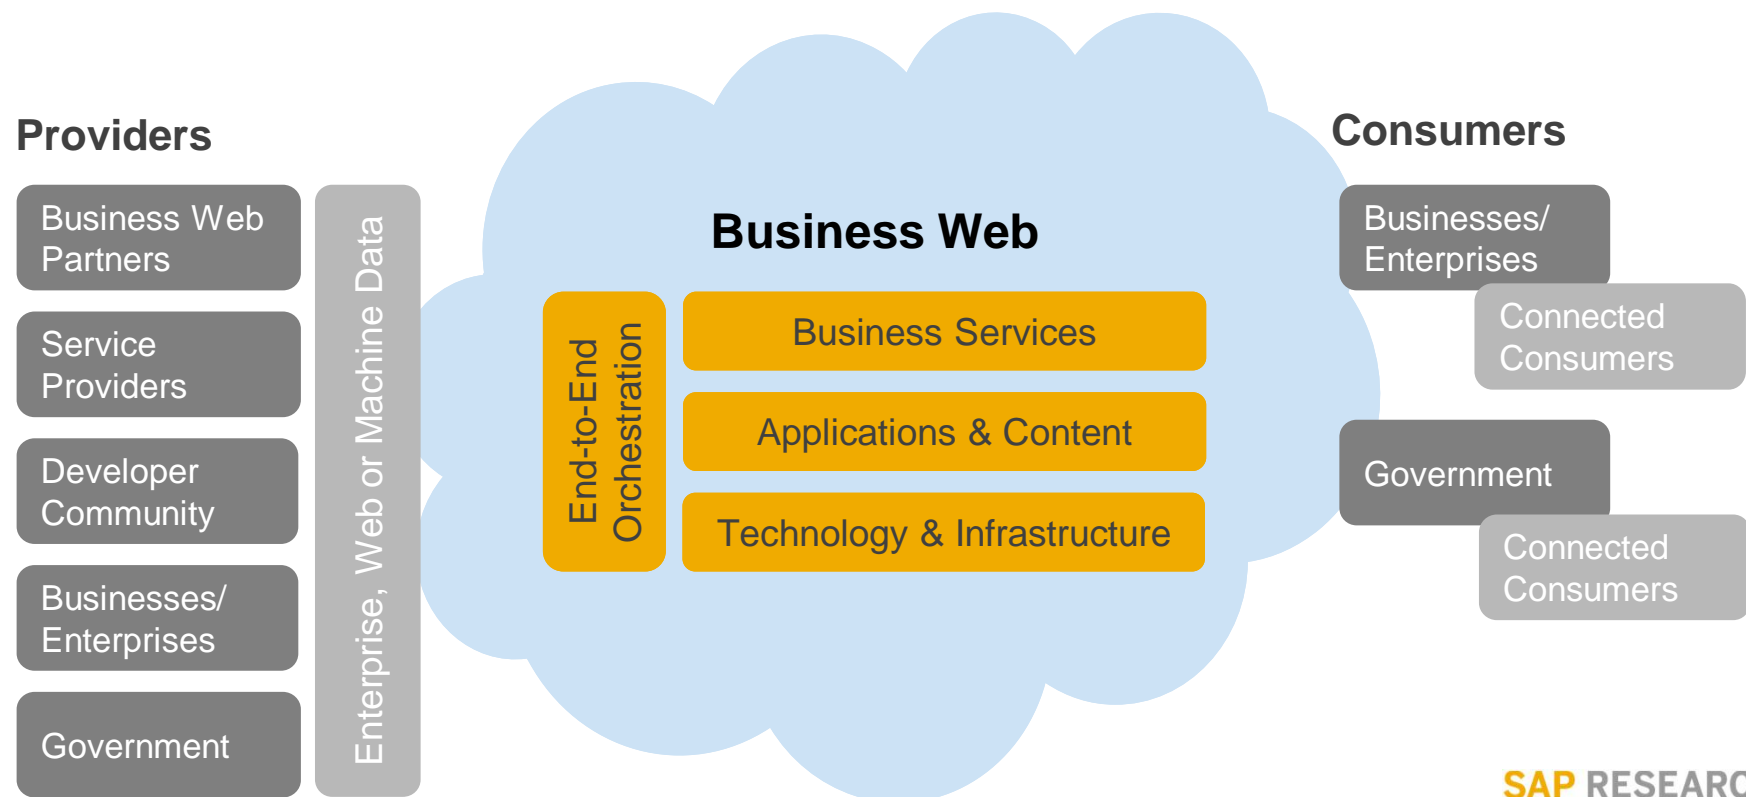 Providers
Business Web
Partners
Service
Providers
Developer
Community
Businesses/
Enterprises
Government
Enterprise, Web or Machine Data
Business Web
End-to-End
Orchestration
Business Services
Applications & Content
Technology & Infrastructure
Consumers
Businesses/
Enterprises
Connected
Consumers
Government
Connected
Consumers
SAP RESEARC